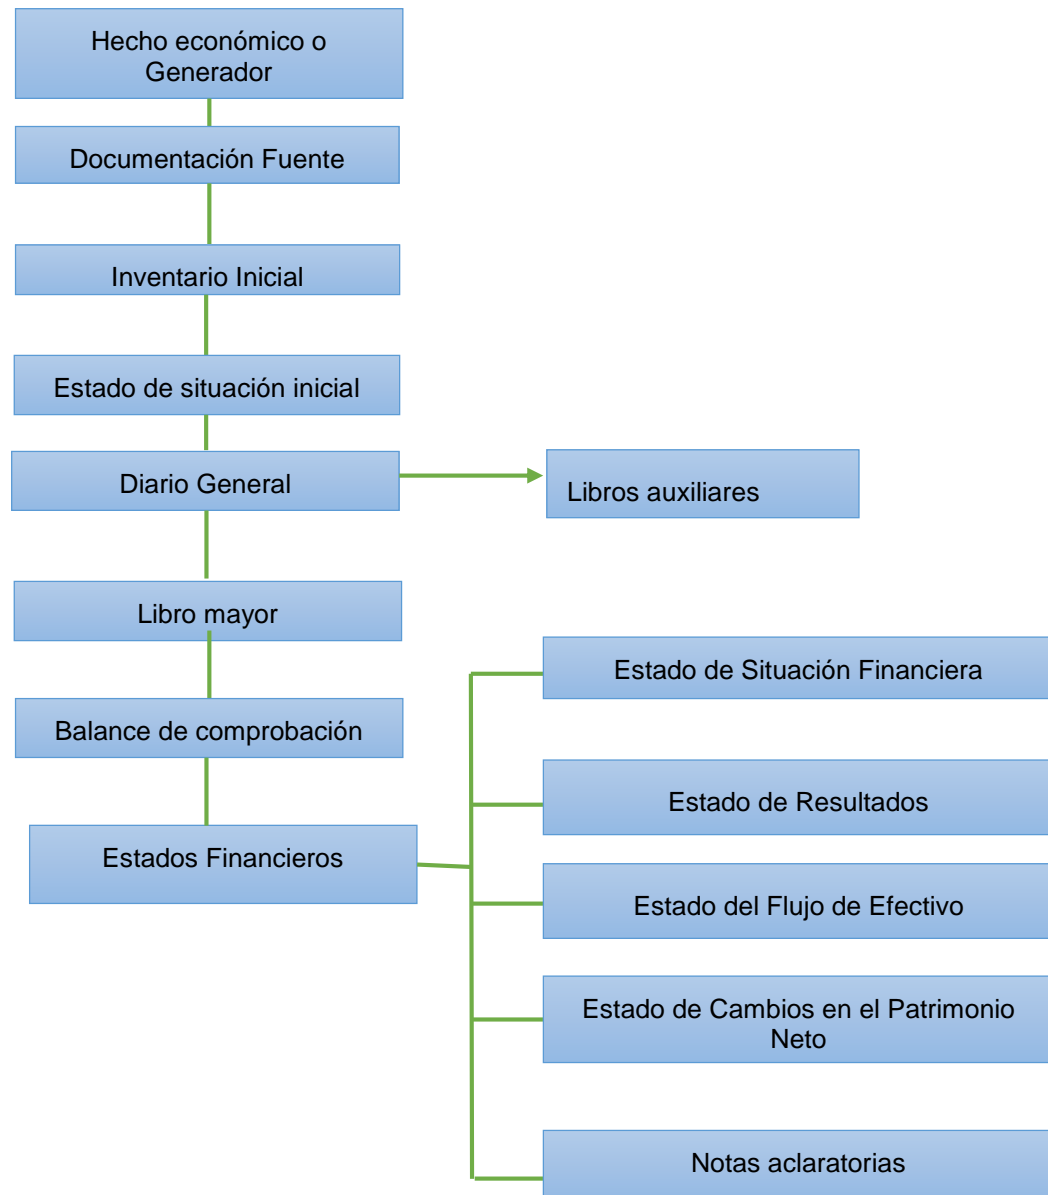 Hecho económico o
Generador
Documentación Fuente
Inventario Inicial
Estado de situación inicial
Diario General
Libros auxiliares
Libro mayor
Balance de comprobación
Estados Financieros
Estado de Situación Financiera
Estado de Resultados
Estado del Flujo de Efectivo
Estado de Cambios en el Patrimonio
Neto
Notas aclaratorias